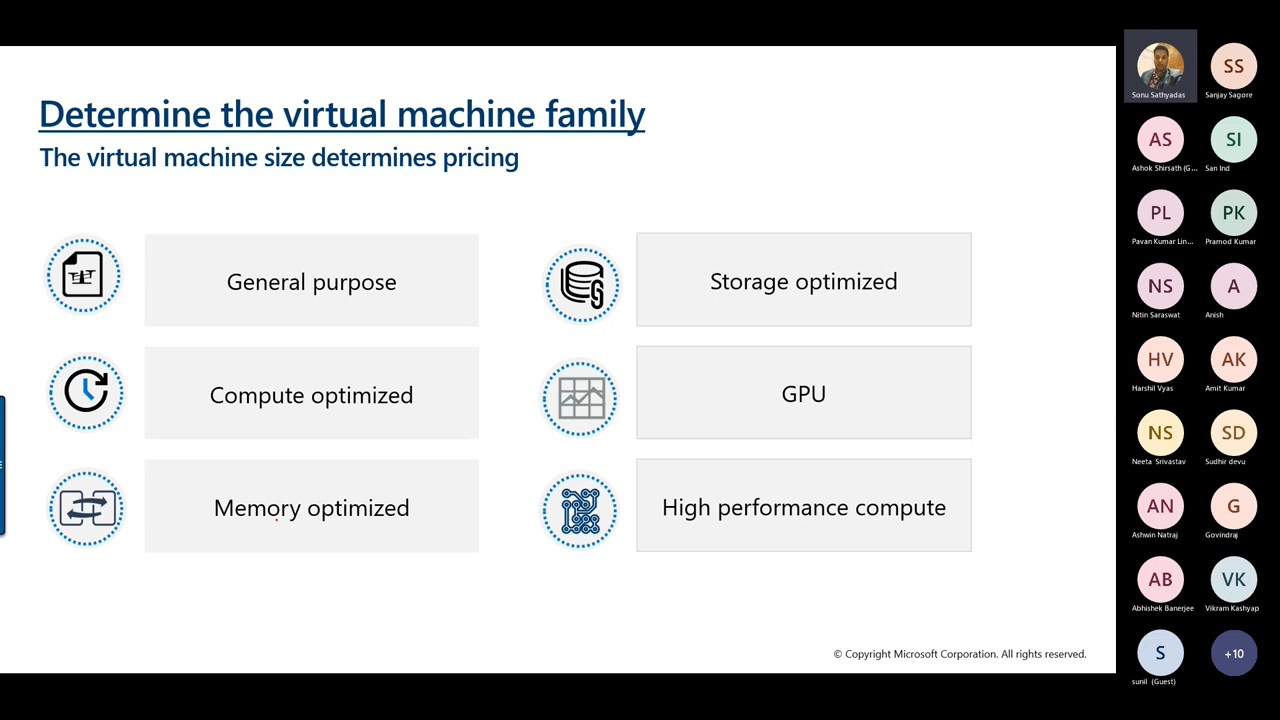 Determine the virtual machine family
The virtual machine size determines pricing
General purpose
Storage optimized
Compute optimized
GPU
Memory optimized
High performance compute
© Copyright Microsoft Corporation. All rights reserved.
E
Sonu Sathyadas
SS
Sanjay Sagore
AS
Ashok Shirsath (G...
SI
San Ind
PL
Pavan Kumar Lin...
PK
Pramod Kumar
NS
Nitin Saraswat
A
Anish
HV
Harshil Vyas
AK
Amit Kumar
NS
Neeta Srivastav
SD
Sudhir devu
AN
Ashwin Natraj
G
Govindraj
AB
Abhishek Banerjee
VK
Vikram Kashyap
S
sunil (Guest)
+10